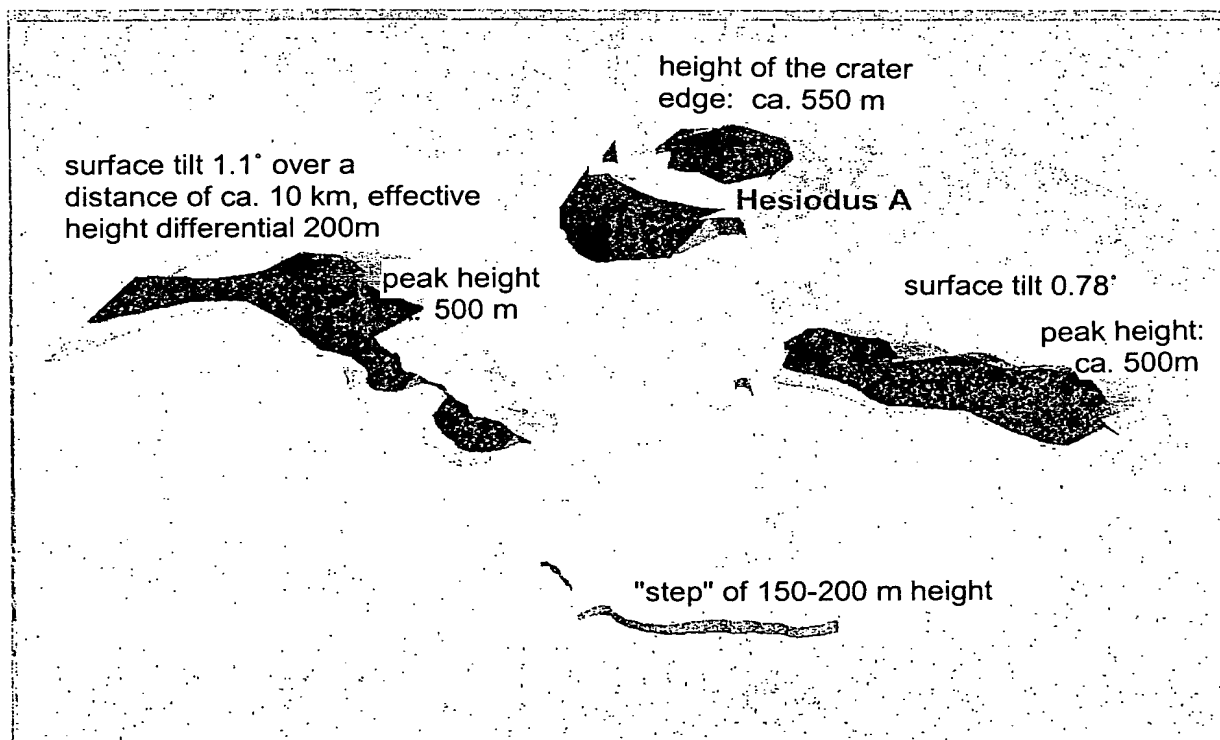 height of the crater
edge: ca. 550 m
surface tilt 1.1° over a
distance of ca. 10 km, effective
height differential 200m
Hesiodus A
peak height
500 m
surface tilt 0.78°
peak height:
ca. 500m
"step" of 150-200 m height